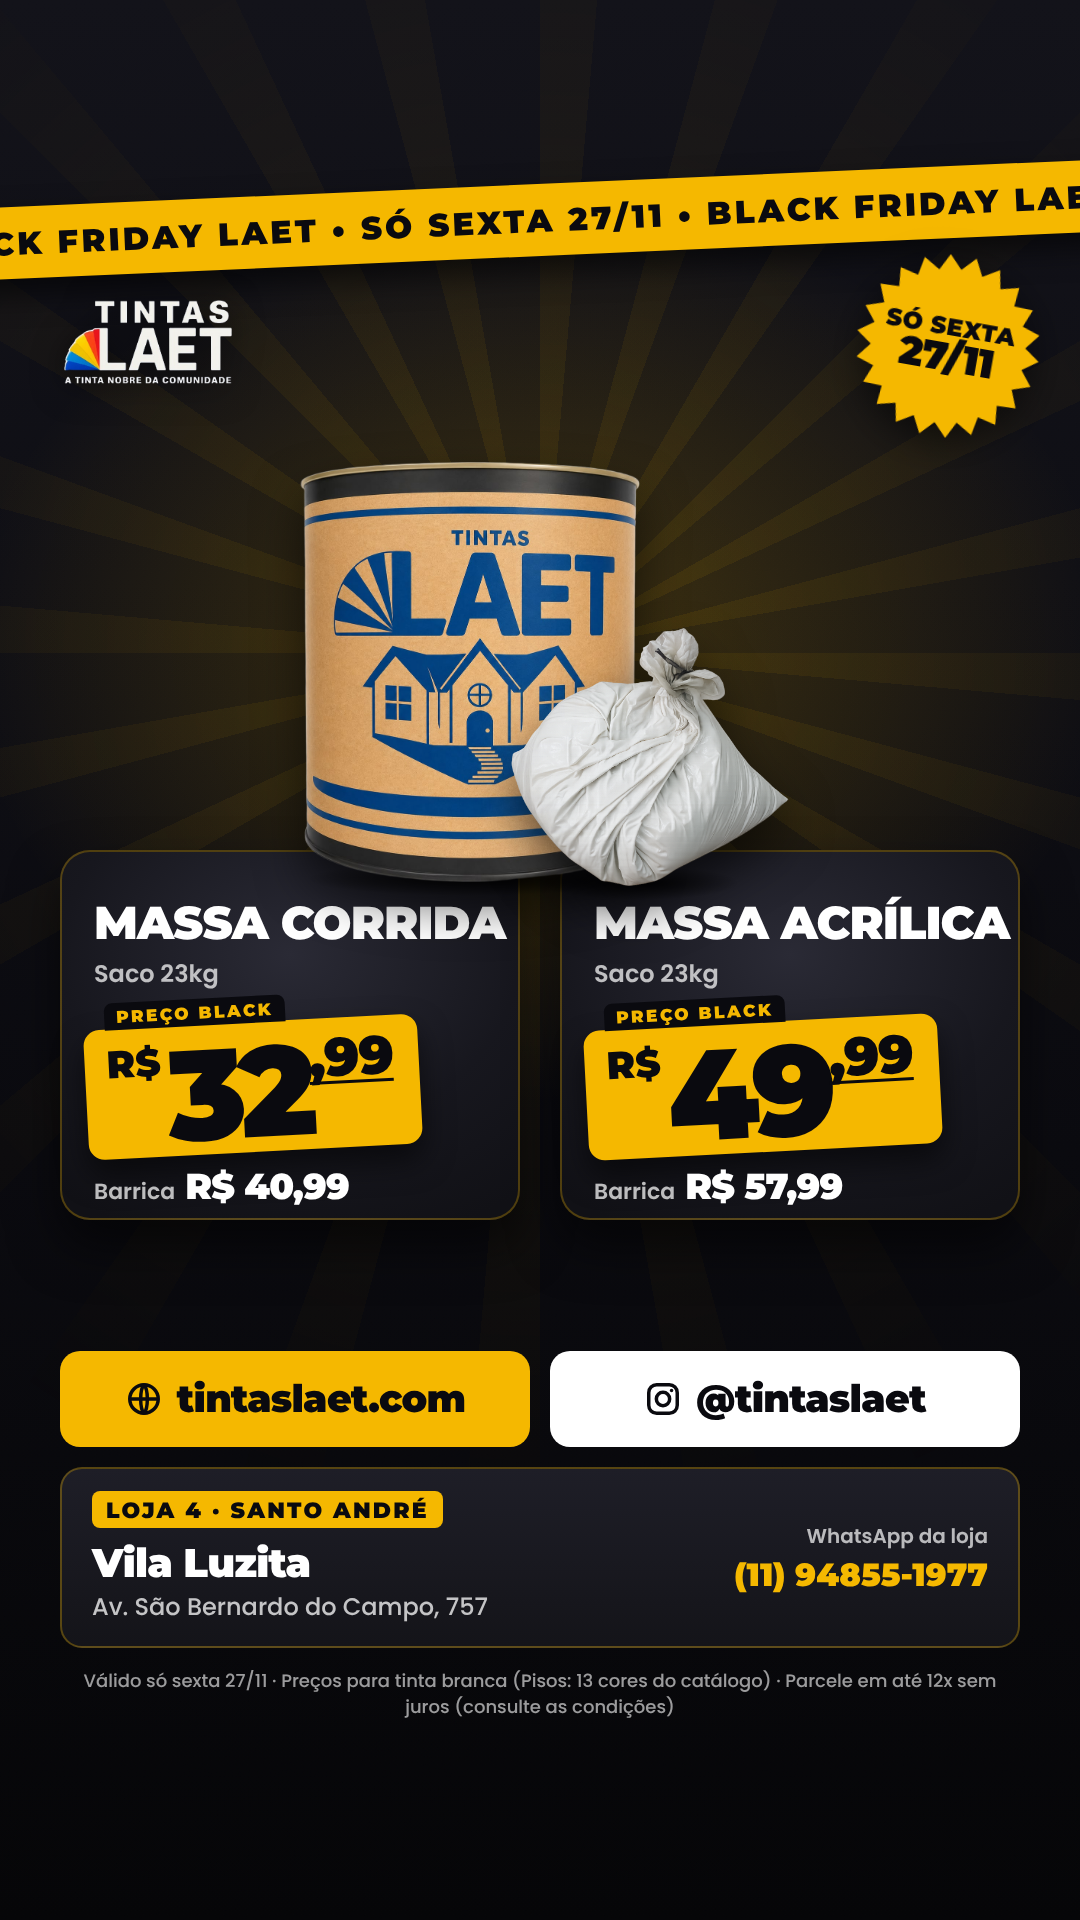 CK FRIDAY LAET • SÓ SEXTA 27/11 • BLACK FRIDAY LAE
TINTAS
LAET
A TINTA NOBRE DA COMUNIDADE
SÓ SEXTA
27/11
TINTAS
LAET
MASSA CORRIDA
Saco 23kg
PREÇO BLACK
R$ 32,99
Barrica R$ 40,99
MASSA ACRÍLICA
Saco 23kg
PREÇO BLACK
R$ 49,99
Barrica R$ 57,99
tintaslaet.com
@tintaslaet
LOJA 4 · SANTO ANDRÉ
Vila Luzita
Av. São Bernardo do Campo, 757
WhatsApp da loja
(11) 94855-1977
Válido só sexta 27/11 · Preços para tinta branca (Pisos: 13 cores do catálogo) · Parcele em até 12x sem
juros (consulte as condições)